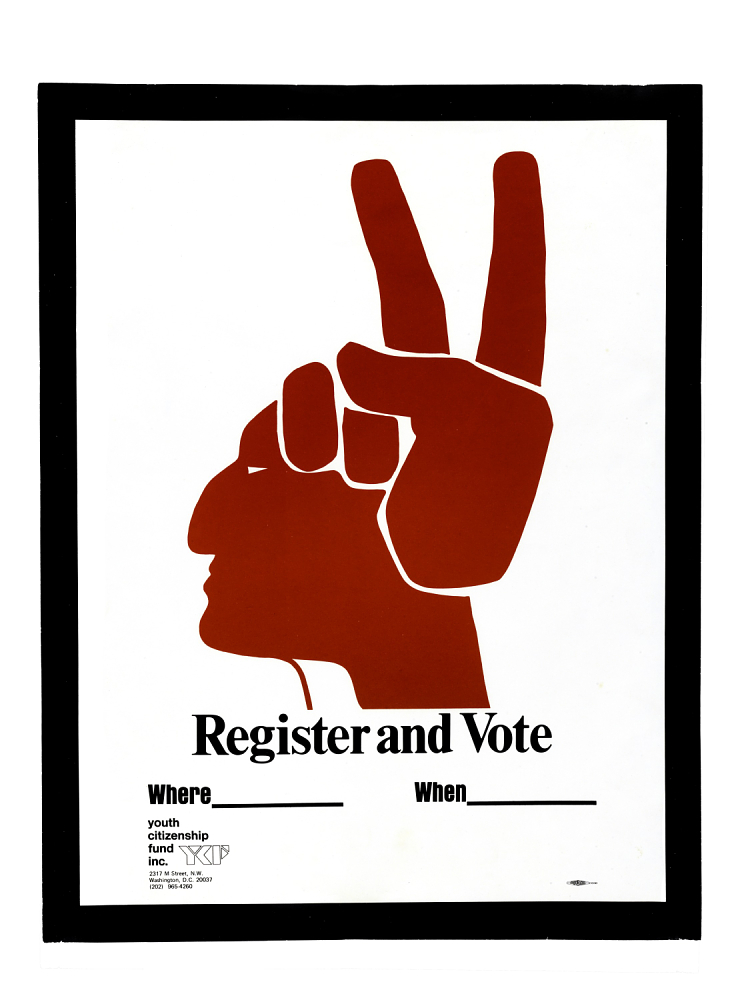 Register and Vote
Where
When
youth
citizenship
fund
inc.
YCF
2317 M Street, N.W.
Washington, D.C. 20037
(202) 965-4260